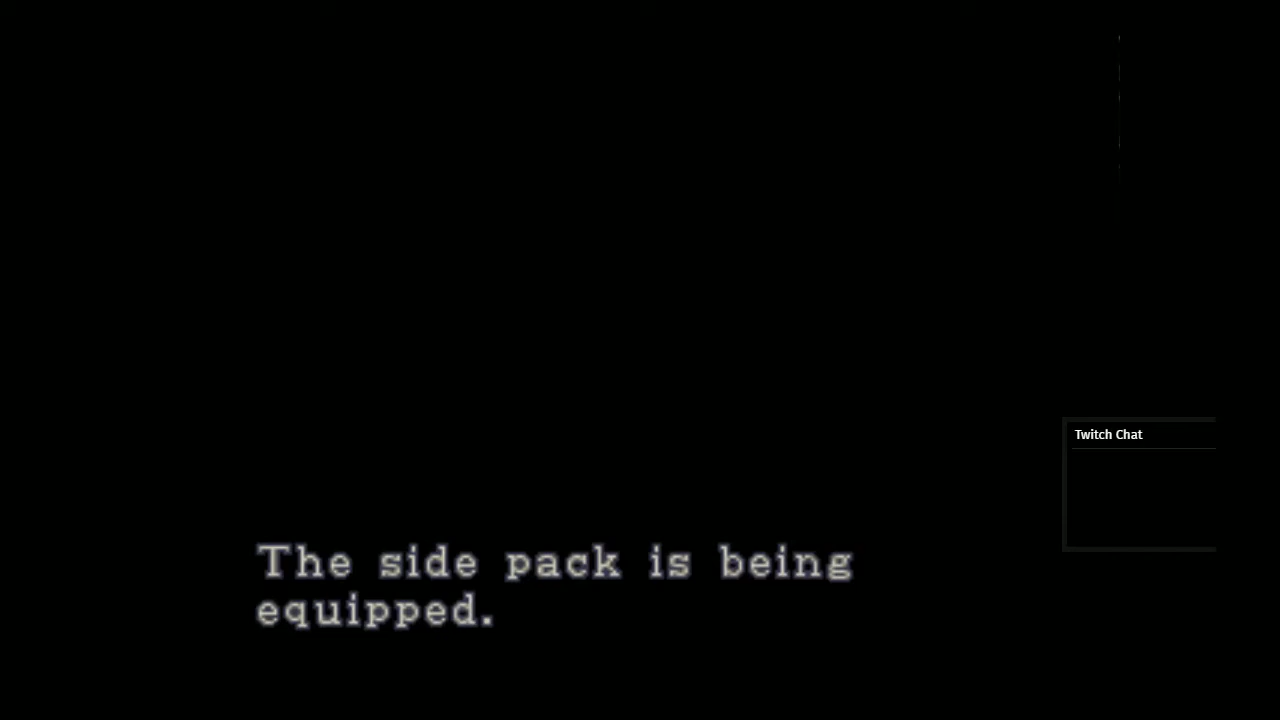 Twitch Chat
The side pack is being
equipped.